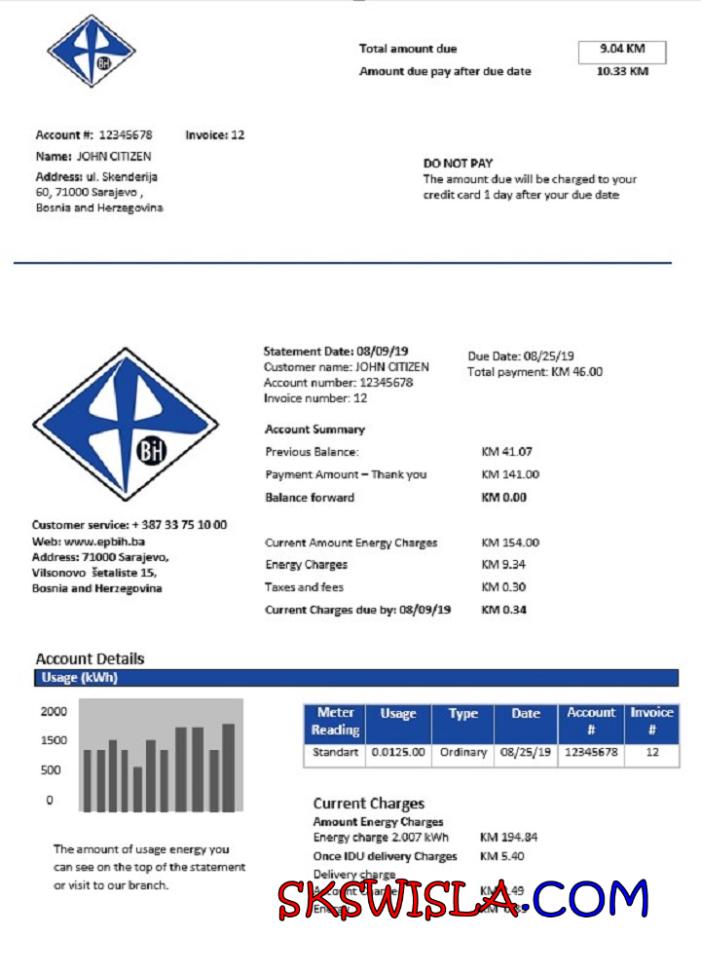 BiH
Total amount due 9.04 KM
Amount due pay after due date 10.33 KM
Account #: 12345678 Invoice: 12
Name: JOHN CITIZEN
Address: ul. Skenderija
60, 71000 Sarajevo ,
Bosnia and Herzegovina
DO NOT PAY
The amount due will be charged to your
credit card 1 day after your due date
BiH
Customer service: + 387 33 75 10 00
Web: www.epbih.ba
Address: 71000 Sarajevo,
Vilsonovo šetaliste 15,
Bosnia and Herzegovina
Statement Date: 08/09/19
Customer name: JOHN CITIZEN
Account number: 12345678
Invoice number: 12
Due Date: 08/25/19
Total payment: KM 46.00
Account Summary
Previous Balance: KM 41.07
Payment Amount – Thank you KM 141.00
Balance forward KM 0.00
Current Amount Energy Charges KM 154.00
Energy Charges KM 9.34
Taxes and fees KM 0.30
Current Charges due by: 08/09/19 KM 0.34
Account Details
Usage (kWh)
2000
1500
500
0
The amount of usage energy you
can see on the top of the statement
or visit to our branch.
Meter Reading Usage Type Date Account # Invoice #
Standart 0.0125.00 Ordinary 08/25/19 12345678 12
Current Charges
Amount Energy Charges
Energy charge 2.007 kWh KM 194.84
Once IDU delivery Charges KM 5.40
Delivery charge
SKSWISLA.COM